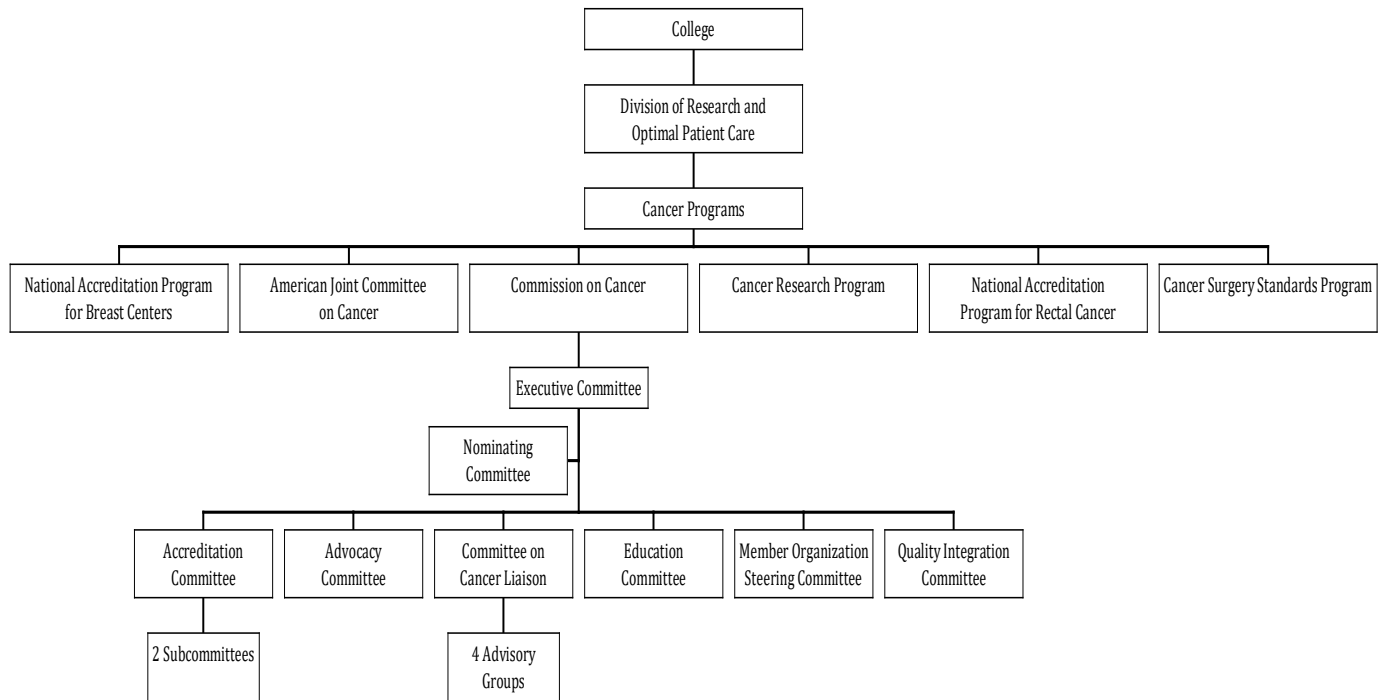 College
Division of Research and
Optimal Patient Care
Cancer Programs
National Accreditation Program
for Breast Centers
American Joint Committee
on Cancer
Commission on Cancer
Cancer Research Program
National Accreditation
Program for Rectal Cancer
Cancer Surgery Standards Program
Executive Committee
Nominating
Committee
Accreditation
Committee
Advocacy
Committee
Committee on
Cancer Liaison
Education
Committee
Member Organization
Steering Committee
Quality Integration
Committee
2 Subcommittees
4 Advisory
Groups